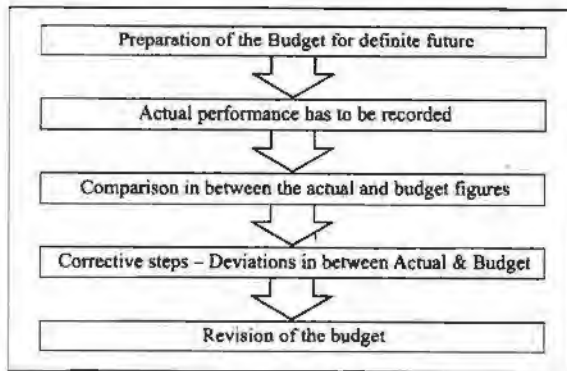 Preparation of the Budget for definite future
Actual performance has to be recorded
Comparison in between the actual and budget figures
Corrective steps – Deviations in between Actual & Budget
Revision of the budget